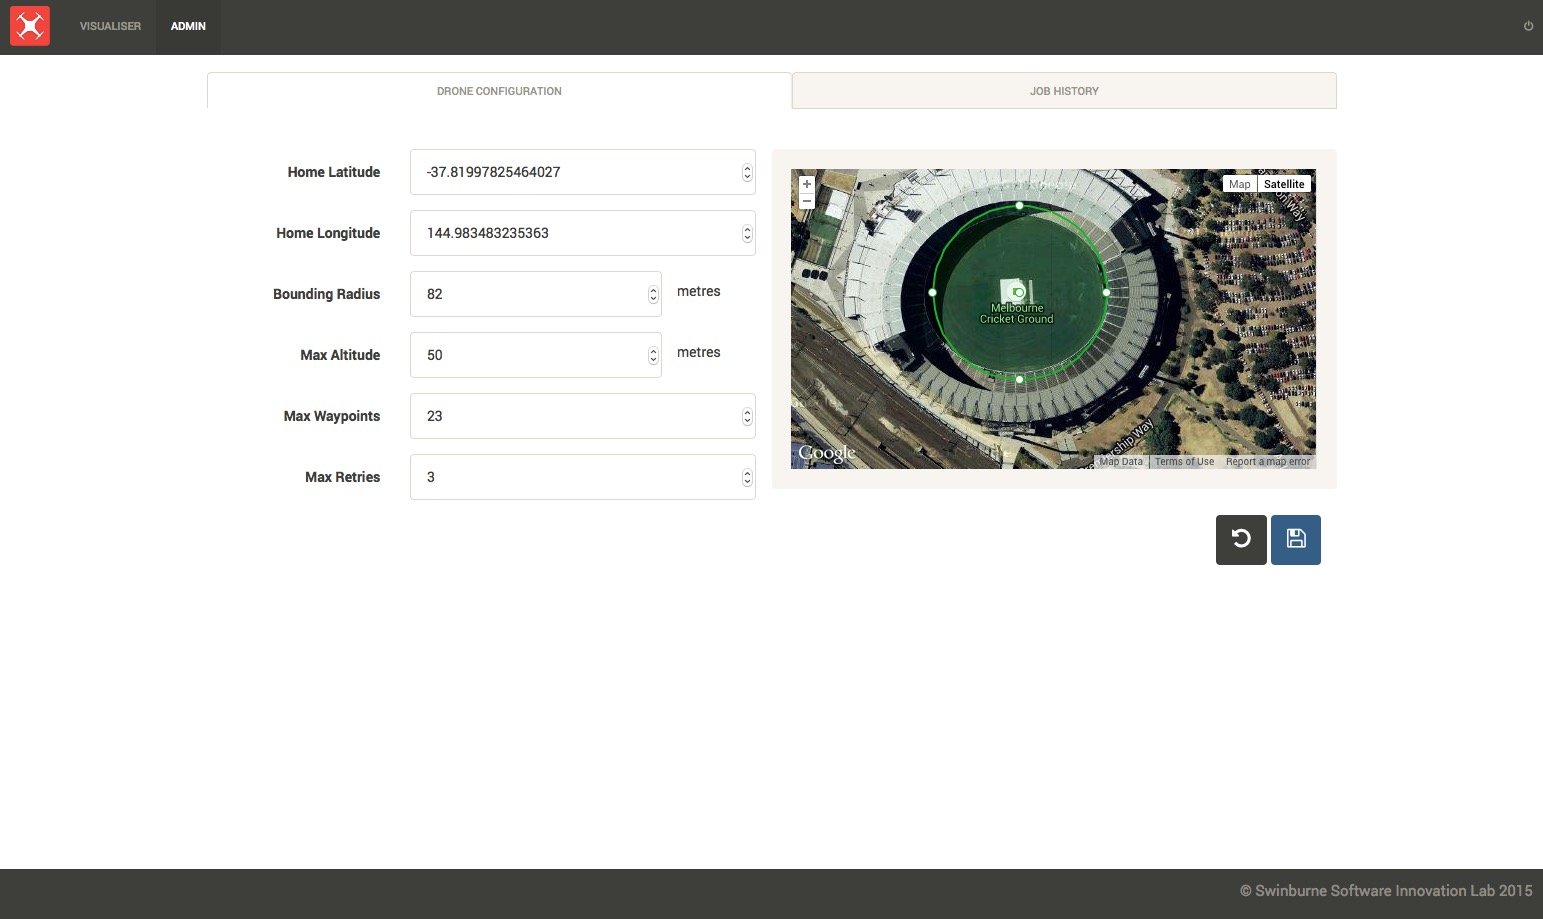 VISUALISER ADMIN
DRONE CONFIGURATION JOB HISTORY
Home Latitude -37.81997825464027
Home Longitude 144.983483235363
Bounding Radius 82 metres
Max Altitude 50 metres
Max Waypoints 23
Max Retries 3
Map Satellite
Melbourne
Cricket Ground
Google
Map Data Terms of Use Report a map error
© Swinburne Software Innovation Lab 2015